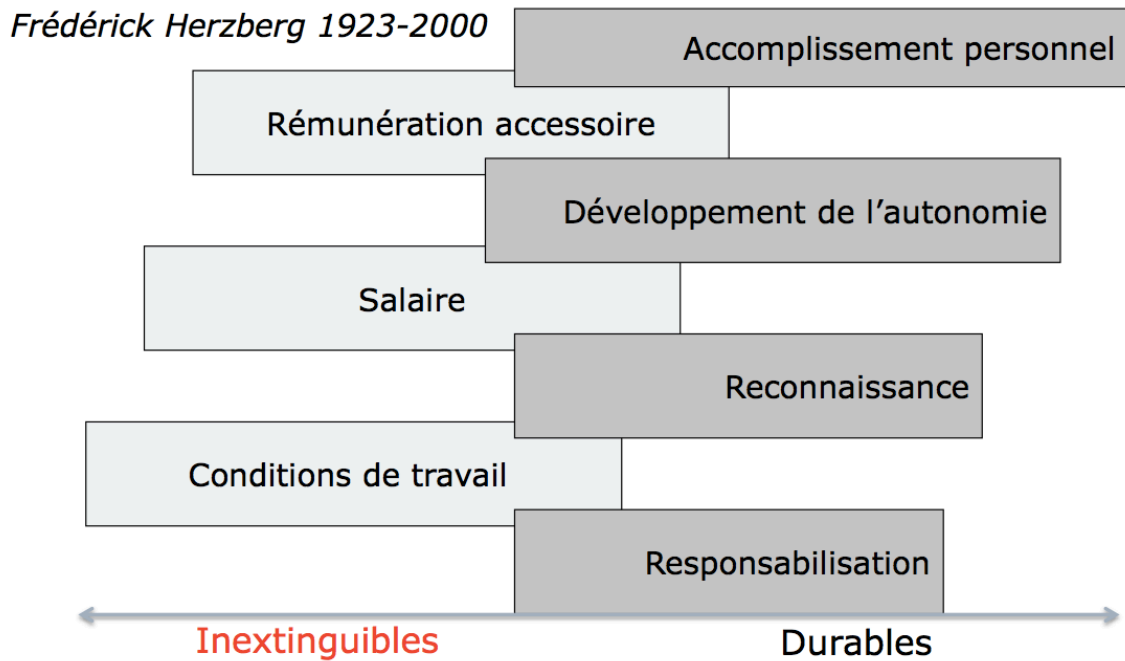 Frédérick Herzberg 1923-2000
Accomplissement personnel
Rémunération accessoire
Développement de l’autonomie
Salaire
Reconnaissance
Conditions de travail
Responsabilisation
Inextinguibles
Durables